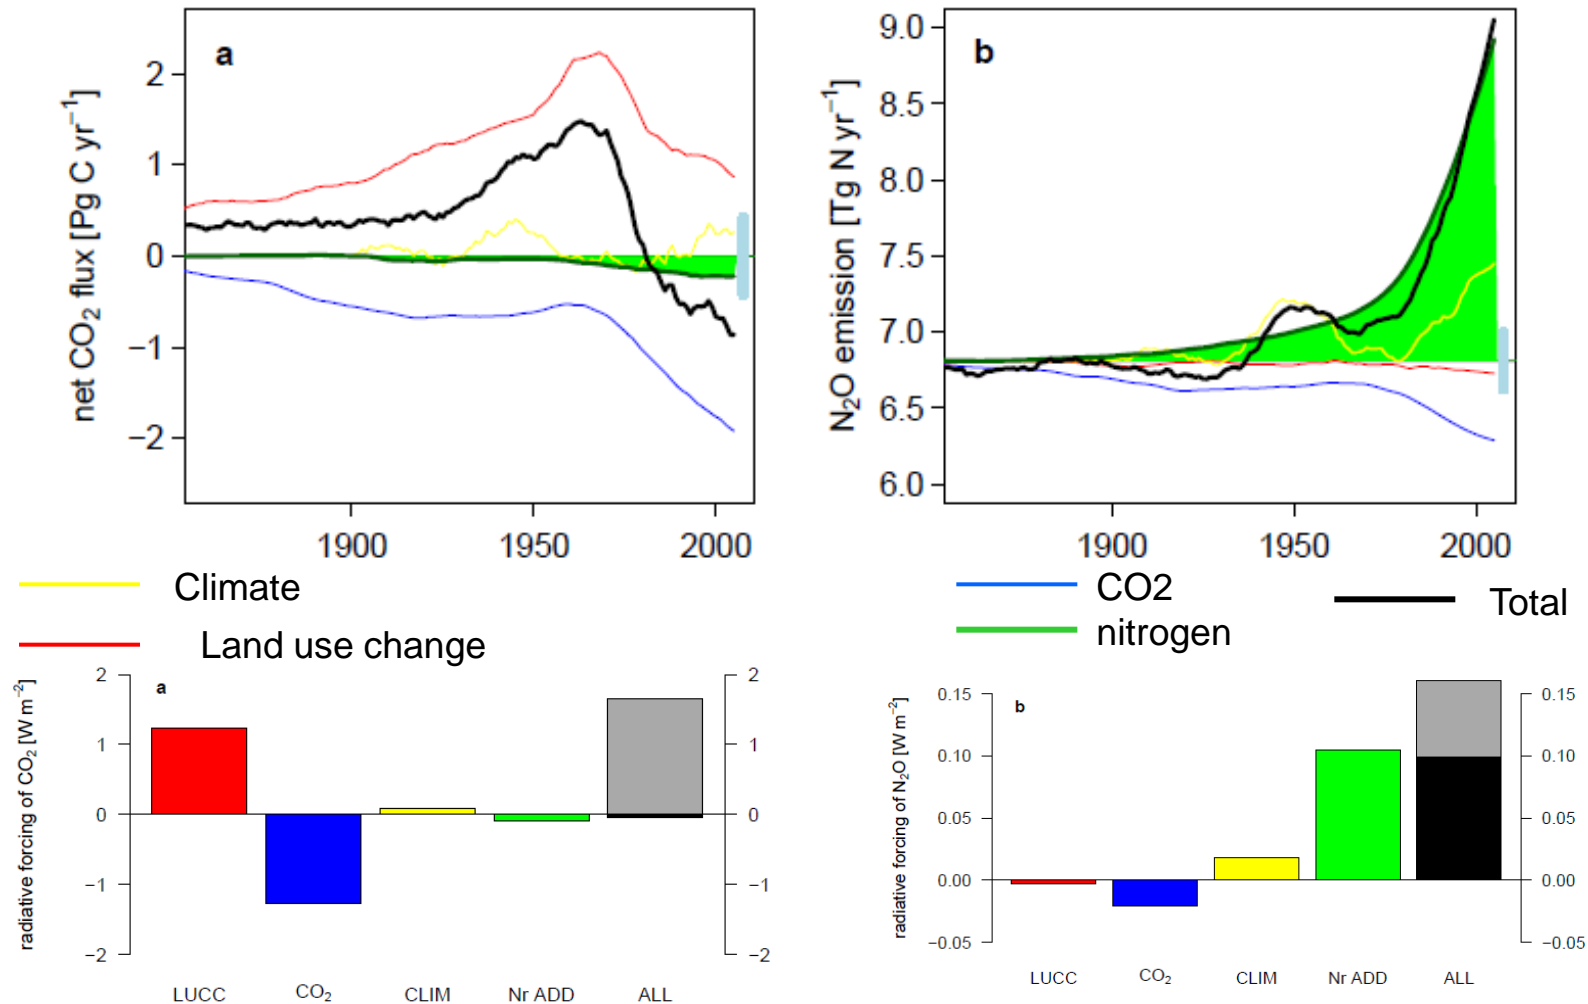 a
net CO₂ flux [Pg C yr⁻¹]
2
1
0
−1
−2
1900 1950 2000
b
N₂O emission [Tg N yr⁻¹]
9.0
8.5
8.0
7.5
7.0
6.5
6.0
1900 1950 2000
Climate
Land use change
CO2
nitrogen
Total
a
radiative forcing of CO₂ [W m⁻²]
2
1
0
−1
−2
2
1
0
−1
−2
LUCC CO₂ CLIM Nr ADD ALL
b
radiative forcing of N₂O [W m⁻²]
0.15
0.10
0.05
0.00
−0.05
0.15
0.10
0.05
0.00
−0.05
LUCC CO₂ CLIM Nr ADD ALL